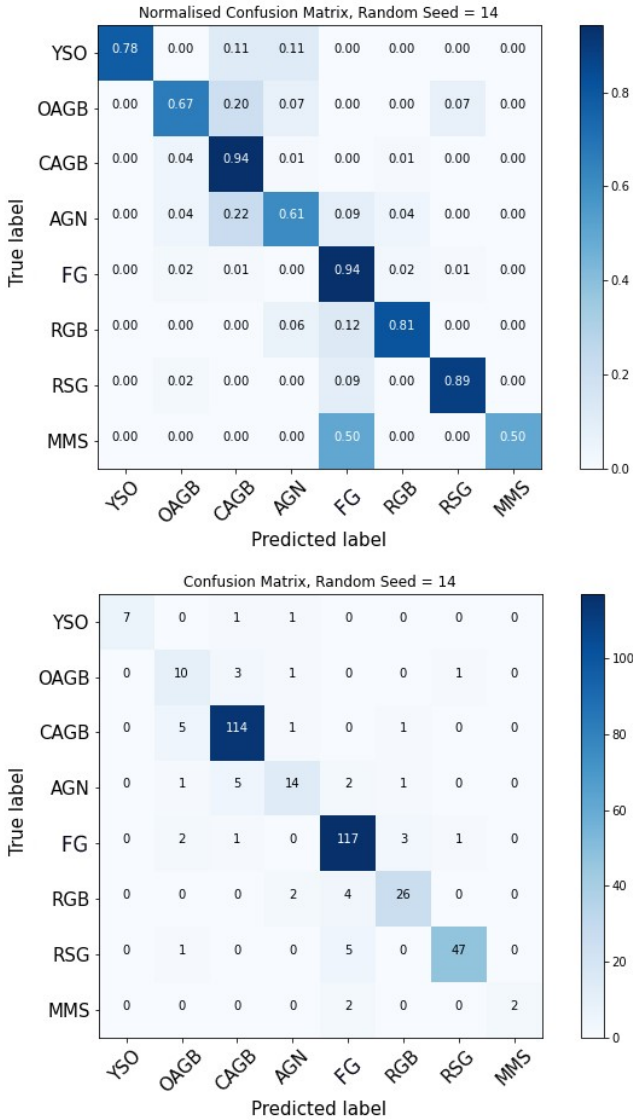 Normalised Confusion Matrix, Random Seed = 14
YSO 0.78 0.00 0.11 0.11 0.00 0.00 0.00 0.00
OAGB 0.00 0.67 0.20 0.07 0.00 0.00 0.07 0.00
CAGB 0.00 0.04 0.94 0.01 0.00 0.01 0.00 0.00
AGN 0.00 0.04 0.22 0.61 0.09 0.04 0.00 0.00
FG 0.00 0.02 0.01 0.00 0.94 0.02 0.01 0.00
RGB 0.00 0.00 0.00 0.06 0.12 0.81 0.00 0.00
RSG 0.00 0.02 0.00 0.00 0.09 0.00 0.89 0.00
MMS 0.00 0.00 0.00 0.00 0.50 0.00 0.00 0.50
True label
YSO OAGB CAGB AGN FG RGB RSG MMS
Predicted label
0.8
0.6
0.4
0.2
0.0
Confusion Matrix, Random Seed = 14
YSO 7 0 1 1 0 0 0 0
OAGB 0 10 3 1 0 0 1 0
CAGB 0 5 114 1 0 1 0 0
AGN 0 1 5 14 2 1 0 0
FG 0 2 1 0 117 3 1 0
RGB 0 0 0 2 4 26 0 0
RSG 0 1 0 0 5 0 47 0
MMS 0 0 0 0 2 0 0 2
True label
YSO OAGB CAGB AGN FG RGB RSG MMS
Predicted label
100
80
60
40
20
0